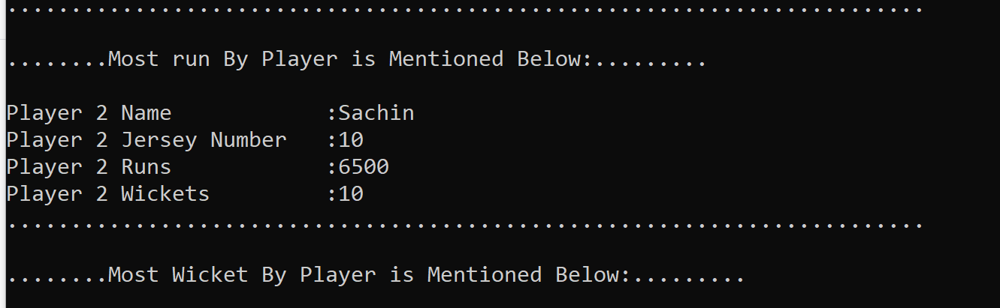 ........................................................................
........Most run By Player is Mentioned Below:.........
Player 2 Name            :Sachin
Player 2 Jersey Number   :10
Player 2 Runs            :6500
Player 2 Wickets         :10
........................................................................
........Most Wicket By Player is Mentioned Below:.........